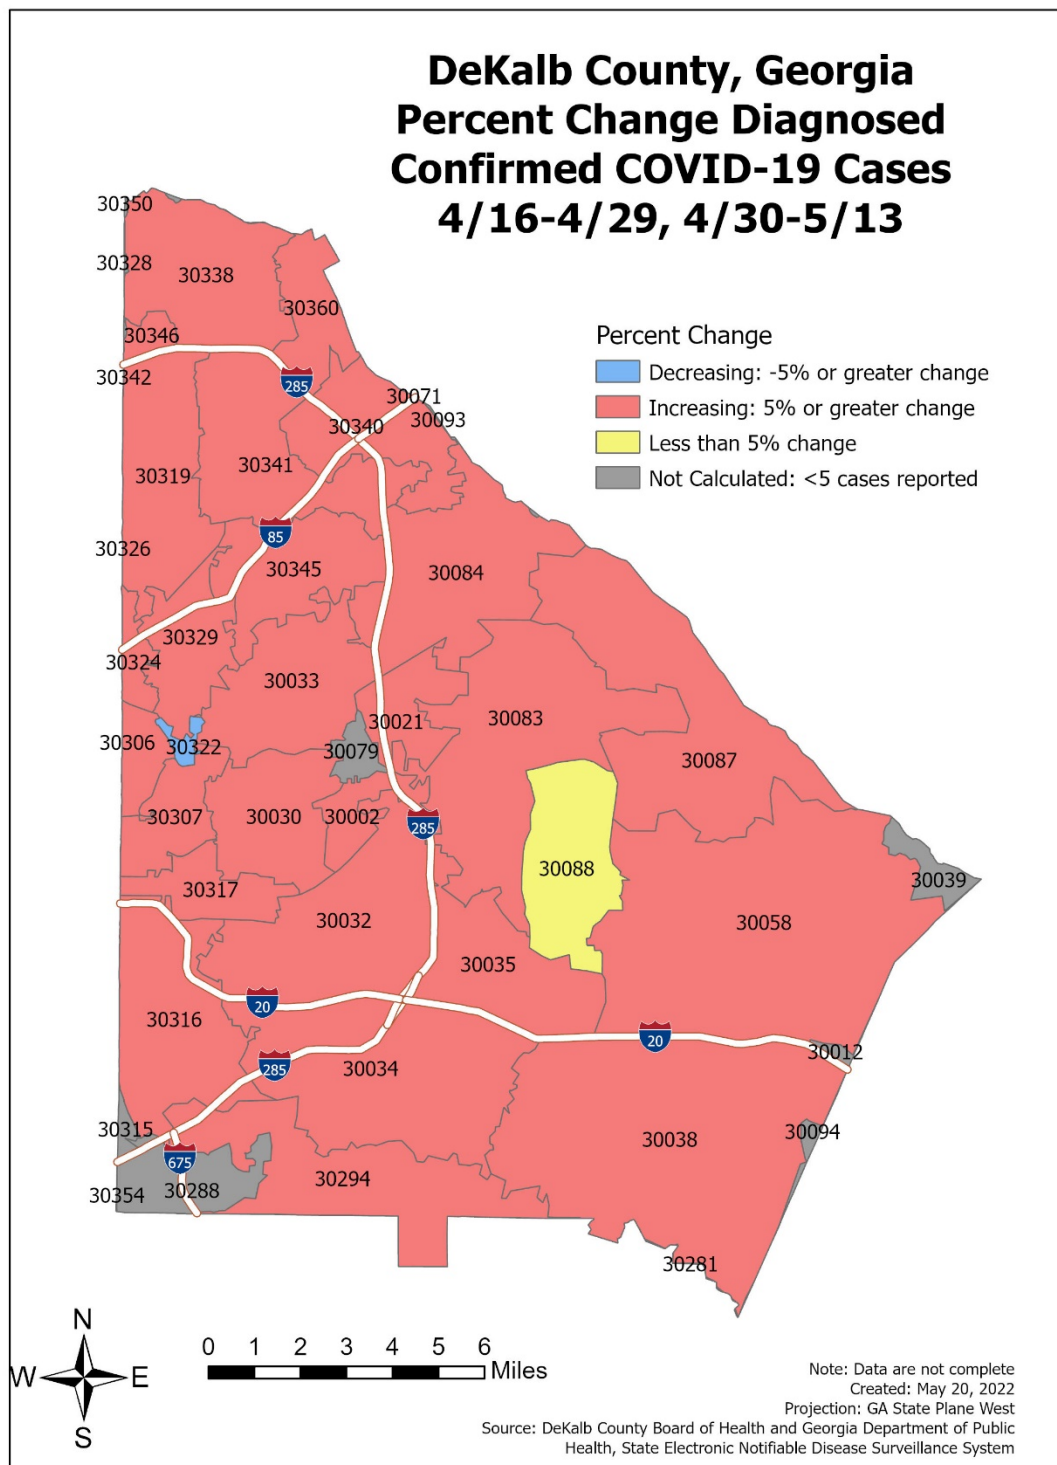 DeKalb County, Georgia
Percent Change Diagnosed
Confirmed COVID-19 Cases
4/16-4/29, 4/30-5/13
Percent Change
Decreasing: -5% or greater change
Increasing: 5% or greater change
Less than 5% change
Not Calculated: <5 cases reported
30350
30328
30338
30360
30346
30342
285
30071
30093
30340
30341
30319
85
30326
30345
30084
30329
30324
30033
30083
30021
30306
30322
30079
30087
30307
30030
30002
285
30088
30039
30317
30032
30058
30035
20
30316
20
30012
285
30034
30315
30038
30094
675
30354
30288
30294
30281
N
W
E
S
0 1 2 3 4 5 6
Miles
Note: Data are not complete
Created: May 20, 2022
Projection: GA State Plane West
Source: DeKalb County Board of Health and Georgia Department of Public
Health, State Electronic Notifiable Disease Surveillance System